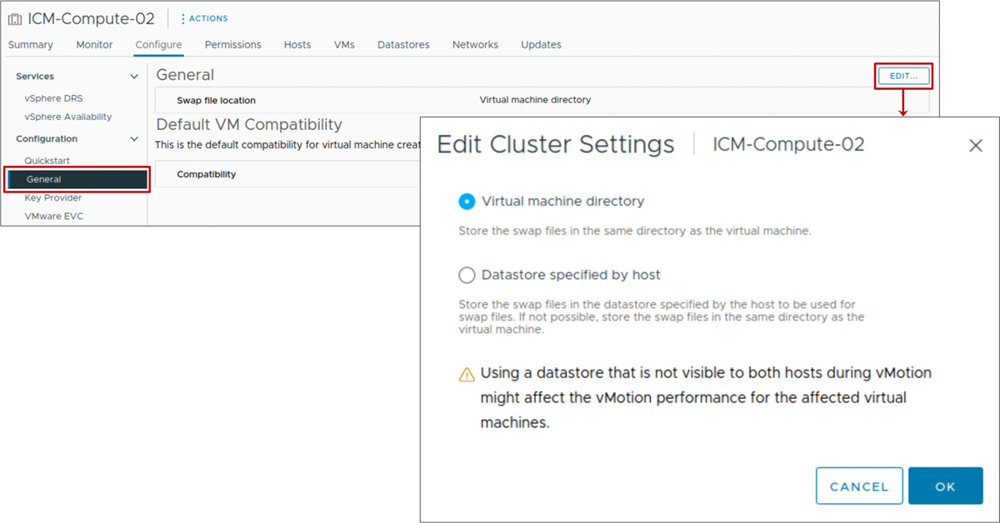 ICM-Compute-02
ACTIONS
Summary
Monitor
Configure
Permissions
Hosts
VMs
Datastores
Networks
Updates
Services
vSphere DRS
vSphere Availability
Configuration
Quickstart
General
Key Provider
VMware EVC
General
EDIT...
Swap file location
Virtual machine directory
Default VM Compatibility
This is the default compatibility for virtual machine
Compatibility
Edit Cluster Settings
ICM-Compute-02
Virtual machine directory
Store the swap files in the same directory as the virtual machine.
Datastore specified by host
Store the swap files in the datastore specified by the host to be used for
swap files. If not possible, store the swap files in the same directory as the
virtual machine.
Using a datastore that is not visible to both hosts during vMotion
might affect the vMotion performance for the affected virtual
machines.
CANCEL
OK